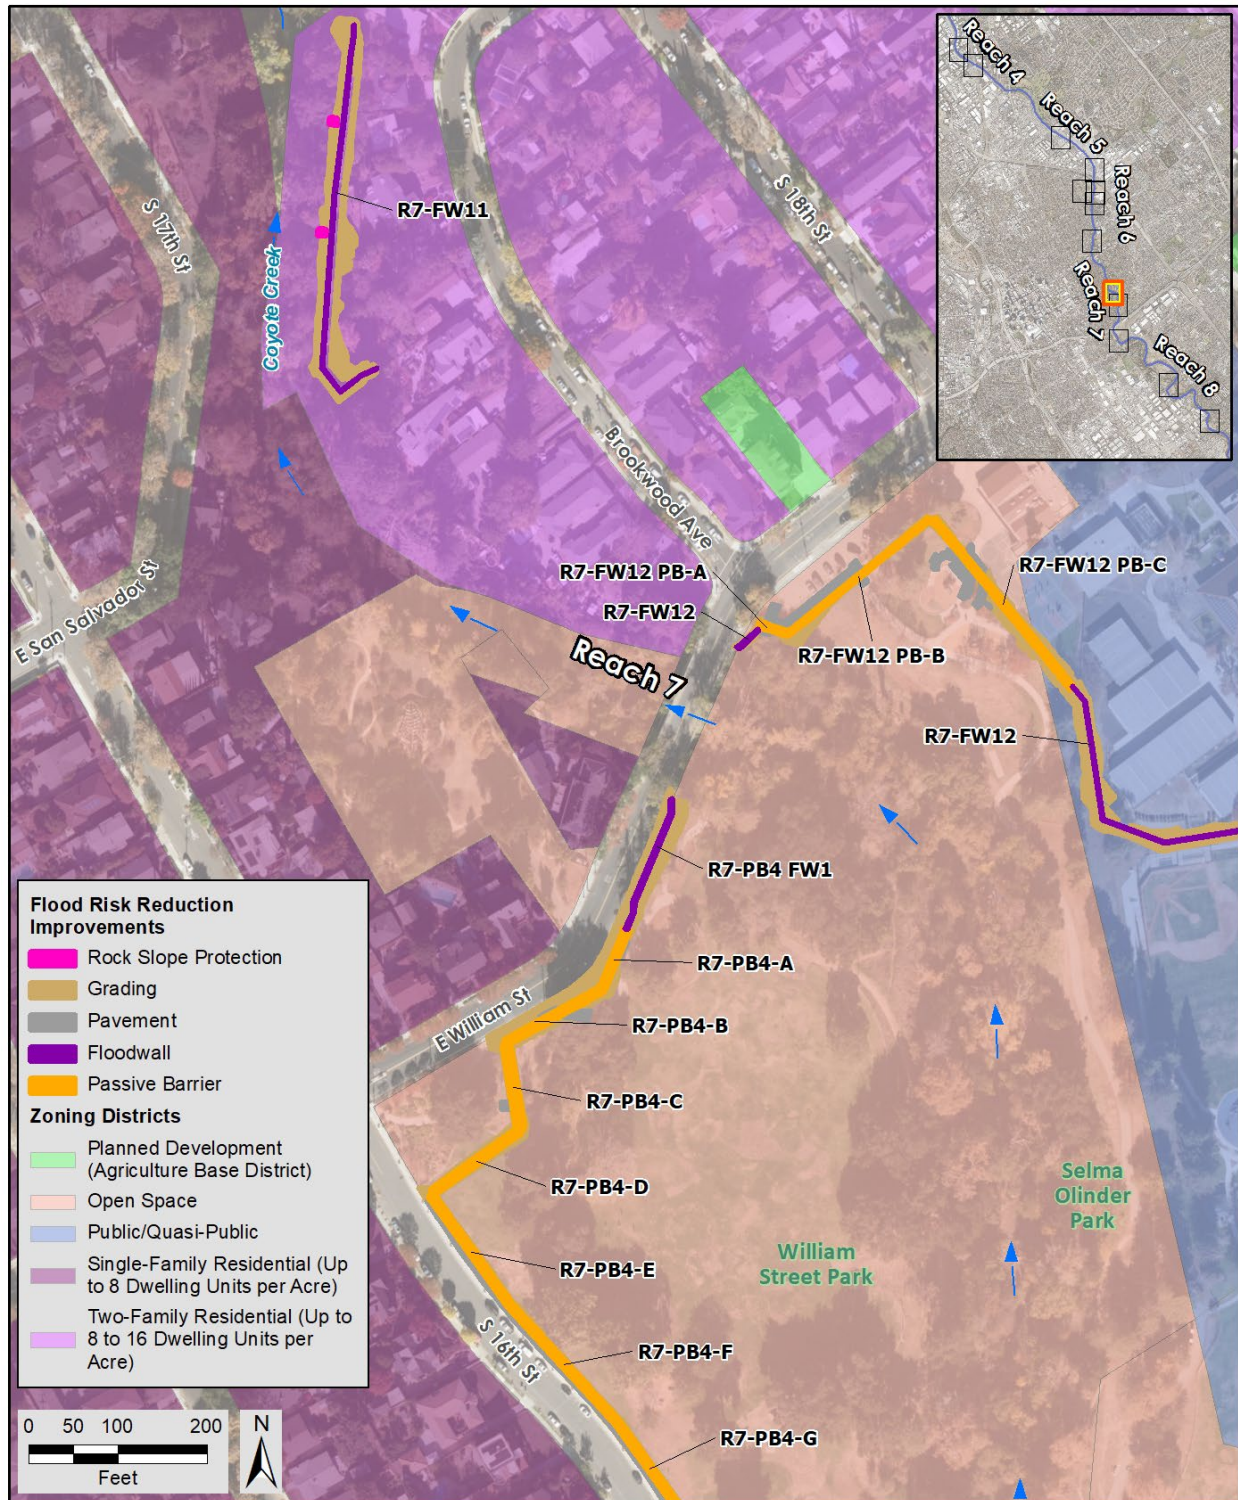 Reach 4
Reach 5
Reach 6
Reach 7
Reach 8
S 17th St
Coyote Creek
R7-FW11
S 18th St
Brookwood Ave
E San Salvador St
R7-FW12 PB-A
R7-FW12
R7-FW12 PB-B
R7-FW12 PB-C
R7-FW12
Reach 7
R7-PB4 FW1
R7-PB4-A
E William St
R7-PB4-B
R7-PB4-C
R7-PB4-D
R7-PB4-E
S 16th St
R7-PB4-F
R7-PB4-G
Selma
Olinder
Park
William
Street Park
Flood Risk Reduction
Improvements
Rock Slope Protection
Grading
Pavement
Floodwall
Passive Barrier
Zoning Districts
Planned Development
(Agriculture Base District)
Open Space
Public/Quasi-Public
Single-Family Residential (Up
to 8 Dwelling Units per Acre)
Two-Family Residential (Up to
8 to 16 Dwelling Units per
Acre)
0 50 100 200
Feet
N